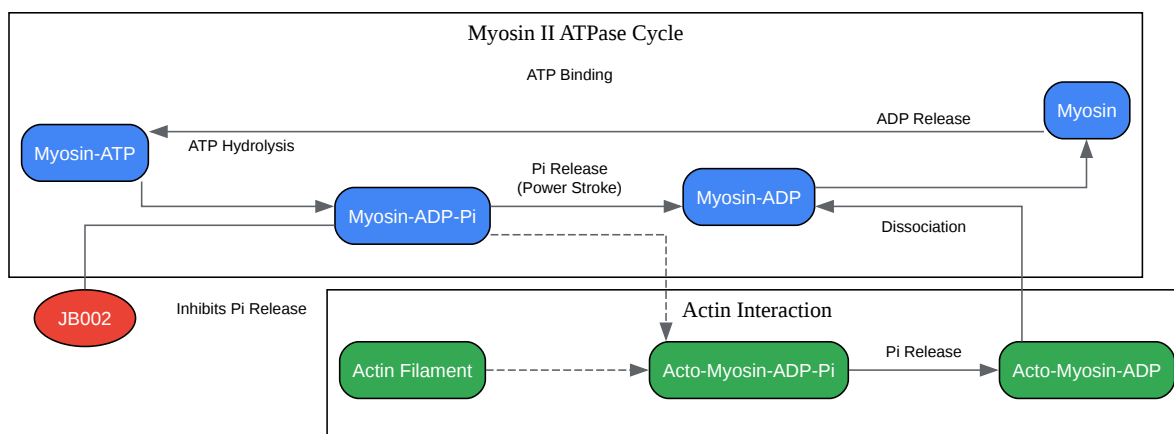 Myosin II ATPase Cycle
ATP Binding
Myosin
ADP Release
ATP Hydrolysis
Myosin-ATP
Pi Release
(Power Stroke)
Myosin-ADP
Myosin-ADP-Pi
Dissociation
JB002
Inhibits Pi Release
Actin Interaction
Actin Filament
Acto-Myosin-ADP-Pi
Pi Release
Acto-Myosin-ADP